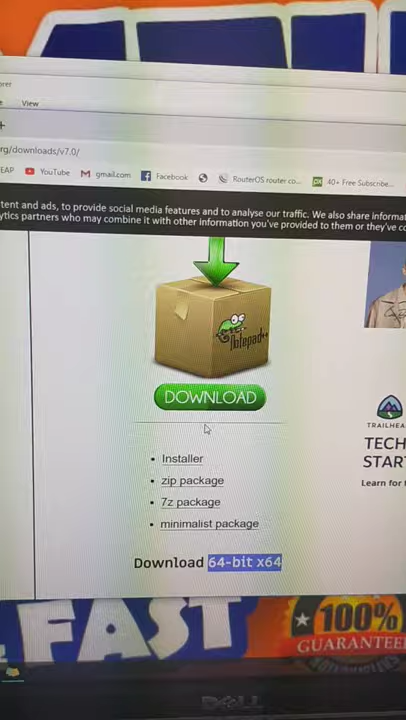 View
+
rg/downloads/v7.0/
EAP YouTube gmail.com Facebook RouterOS router co... 40+ Free Subscribe...
tent and ads, to provide social media features and to analyse our traffic. We also share informat
ytics partners who may combine it with other information you've provided to them or they've co
Notepad++
DOWNLOAD
Installer
zip package
7z package
minimalist package
Download 64-bit x64
TRAILHEA
TECH
STAR
Learn for
FAST
100%
GUARANTEE
DELL